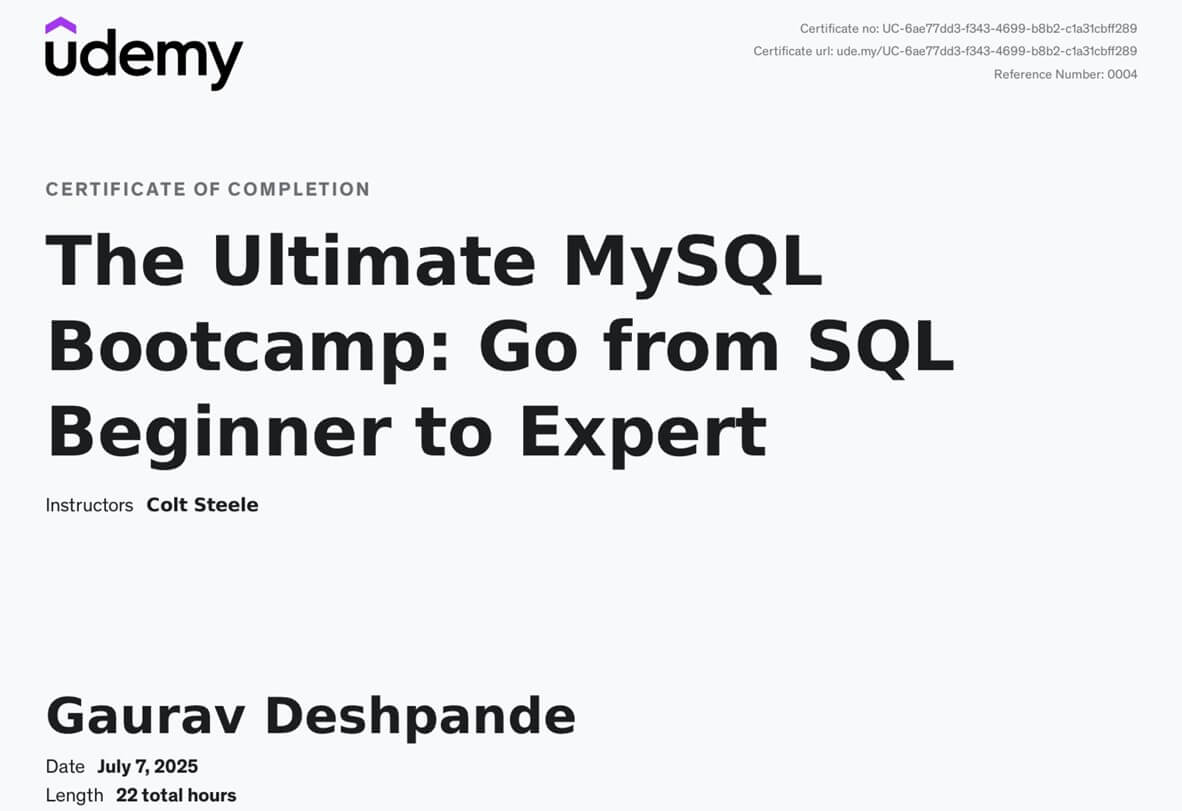 udemy
Certificate no: UC-6ae77dd3-f343-4699-b8b2-c1a31cbff289
Certificate url: ude.my/UC-6ae77dd3-f343-4699-b8b2-c1a31cbff289
Reference Number: 0004
CERTIFICATE OF COMPLETION
The Ultimate MySQL
Bootcamp: Go from SQL
Beginner to Expert
Instructors Colt Steele
Gaurav Deshpande
Date July 7, 2025
Length 22 total hours